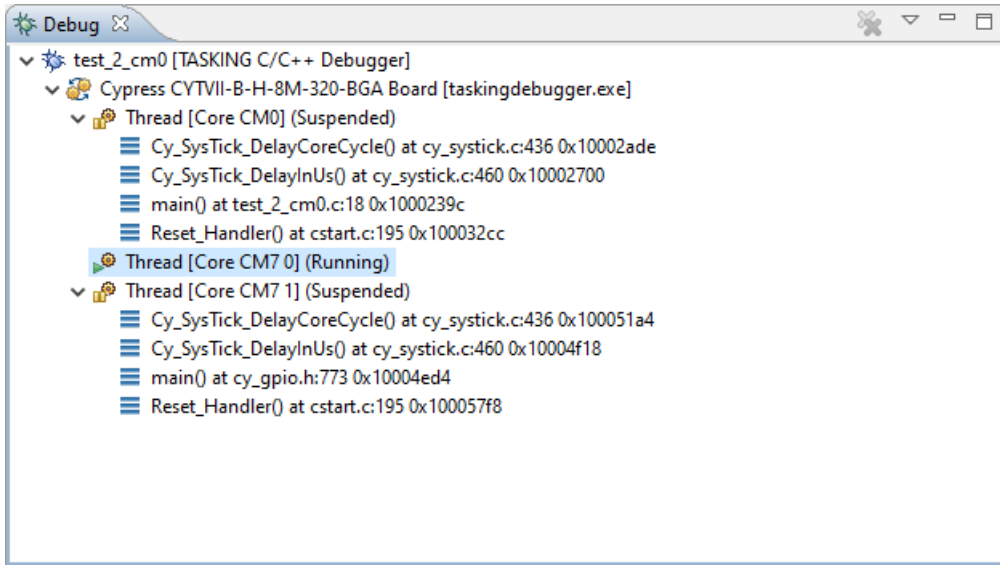 Debug
test_2_cm0 [TASKING C/C++ Debugger]
Cypress CYTVII-B-H-8M-320-BGA Board [taskingdebugger.exe]
Thread [Core CM0] (Suspended)
Cy_SysTick_DelayCoreCycle() at cy_systick.c:436 0x10002ade
Cy_SysTick_DelayInUs() at cy_systick.c:460 0x10002700
main() at test_2_cm0.c:18 0x1000239c
Reset_Handler() at cstart.c:195 0x100032cc
Thread [Core CM7 0] (Running)
Thread [Core CM7 1] (Suspended)
Cy_SysTick_DelayCoreCycle() at cy_systick.c:436 0x100051a4
Cy_SysTick_DelayInUs() at cy_systick.c:460 0x10004f18
main() at cy_gpio.h:773 0x10004ed4
Reset_Handler() at cstart.c:195 0x100057f8